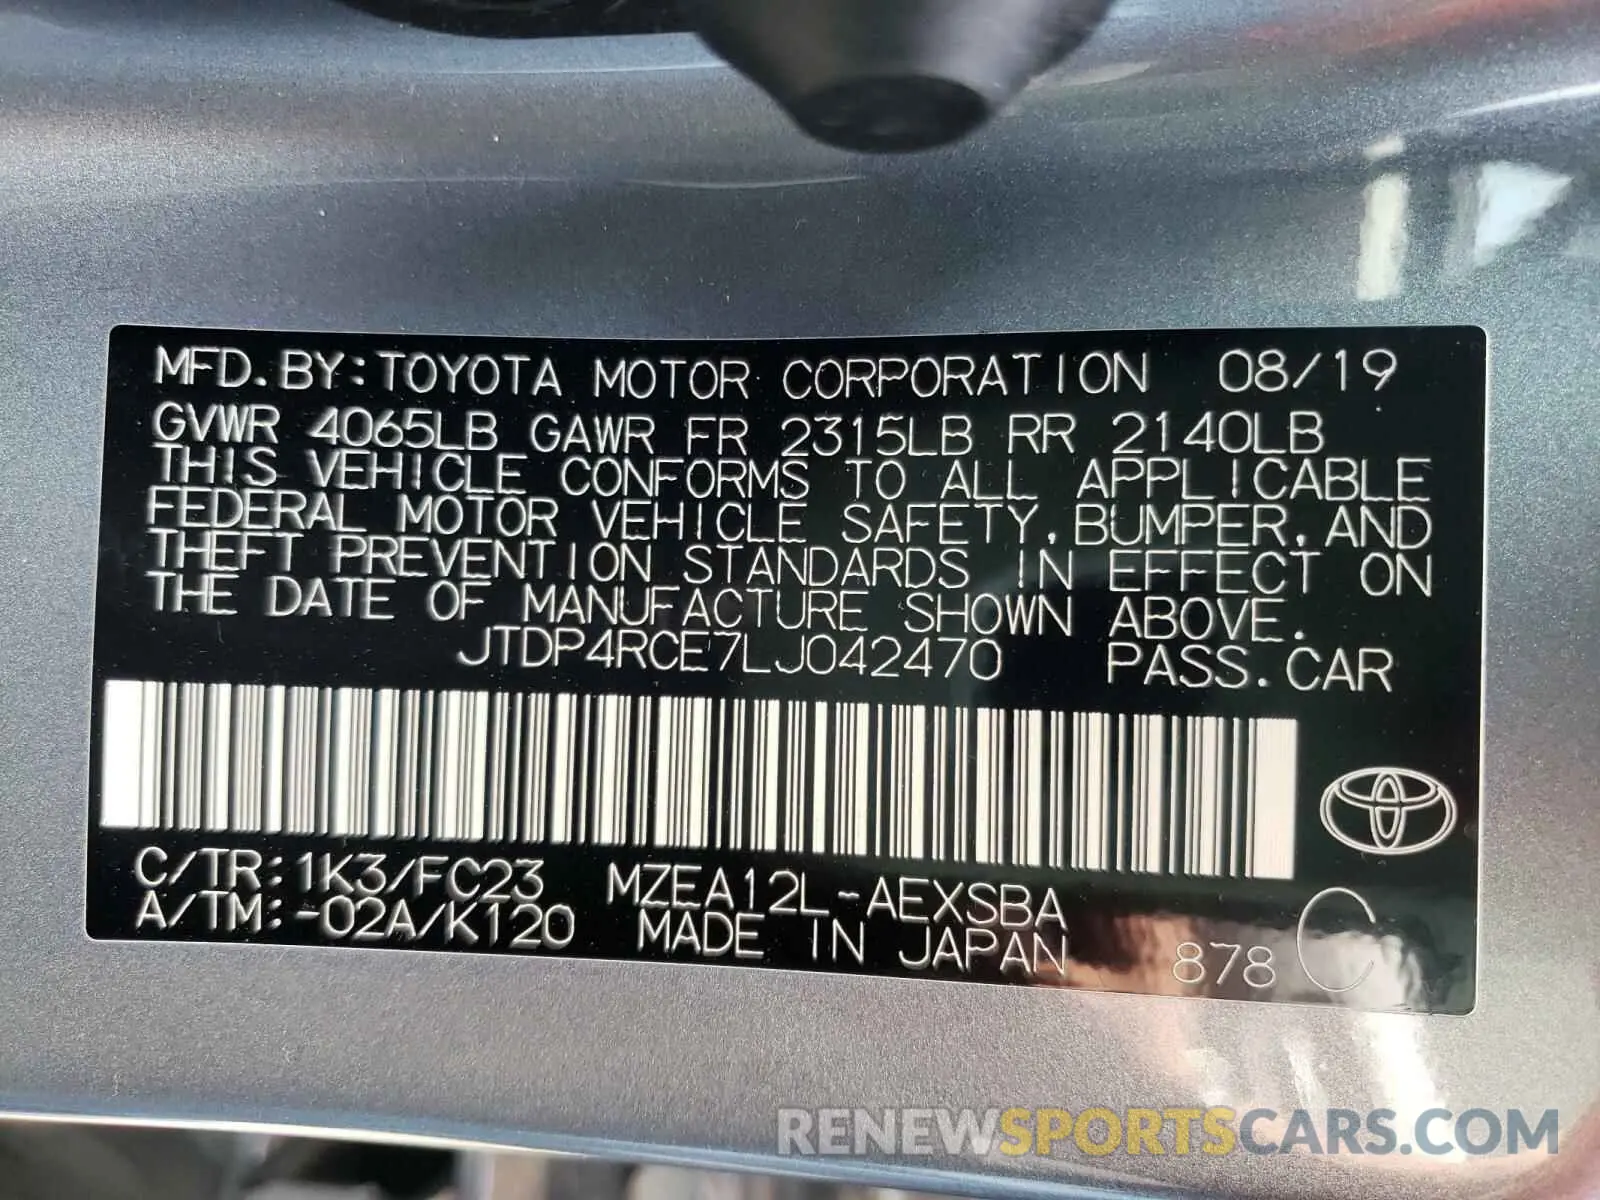 MFD. BY: TOYOTA MOTOR CORPORATION 08/19
GVWR 4065LB GAWR FR 2315LB RR 2140LB
THIS VEHICLE CONFORMS TO ALL APPLICABLE
FEDERAL MOTOR VEHICLE SAFETY, BUMPER, AND
THEFT PREVENTION STANDARDS IN EFFECT ON
THE DATE OF MANUFACTURE SHOWN ABOVE.
JTDP4RCE7LJ042470 PASS. CAR
C/TR: 1K3/FC23 MZEA12L-AEXSBA
A/TM: -02A/K120 MADE IN JAPAN 878 C
RENEWSPORTSCARS.COM